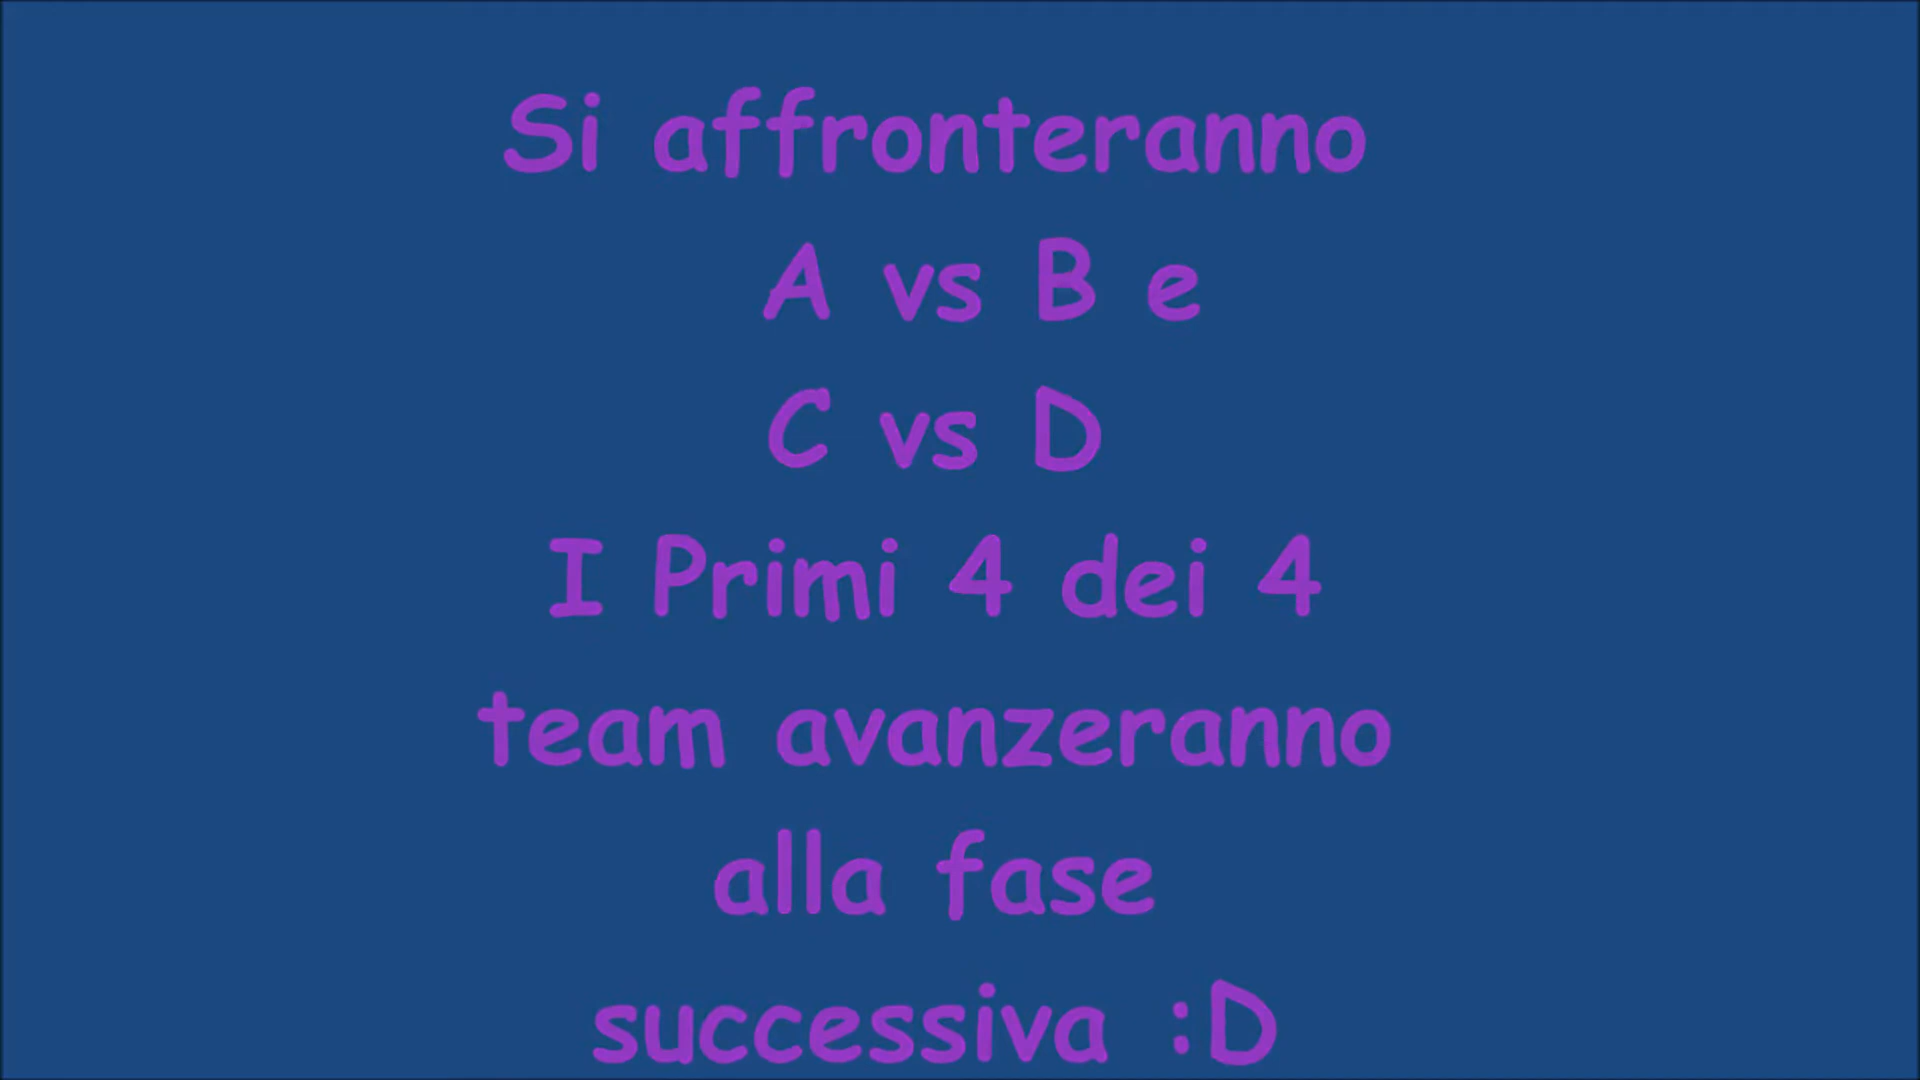 Si affronteranno
A vs B e
C vs D
I Primi 4 dei 4
team avanzeranno
alla fase
successiva :D